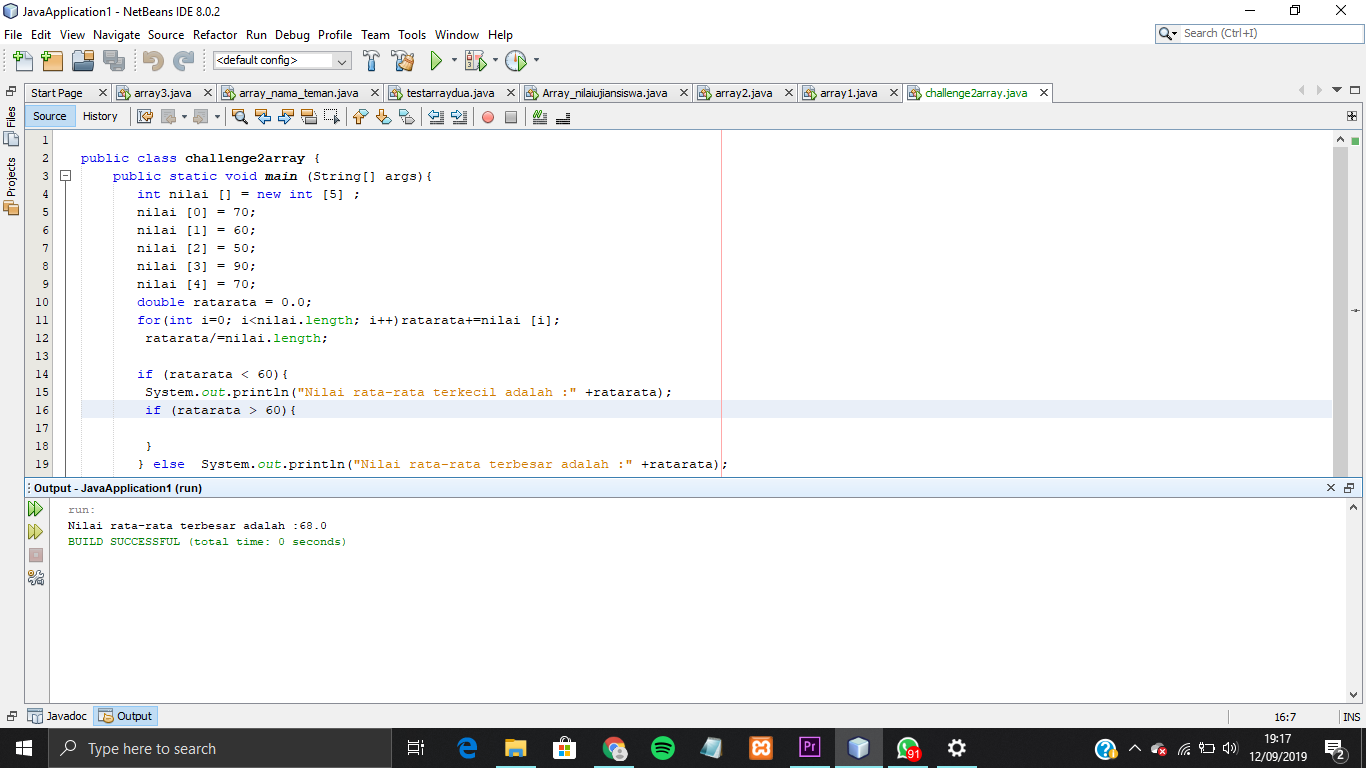 JavaApplication1 - NetBeans IDE 8.0.2
File Edit View Navigate Source Refactor Run Debug Profile Team Tools Window Help
Search (Ctrl+I)
<default config>
Start Page array3.java array_nama_teman.java testarraydua.java Array_nilaiujiansiswa.java array2.java array1.java challenge2array.java
Files
Projects
Source History
1
2 public class challenge2array {
3 public static void main (String[] args){
4 int nilai [] = new int [5] ;
5 nilai [0] = 70;
6 nilai [1] = 60;
7 nilai [2] = 50;
8 nilai [3] = 90;
9 nilai [4] = 70;
10 double ratarata = 0.0;
11 for(int i=0; i<nilai.length; i++)ratarata+=nilai [i];
12 ratarata/=nilai.length;
13
14 if (ratarata < 60){
15 System.out.println("Nilai rata-rata terkecil adalah :" +ratarata);
16 if (ratarata > 60){
17
18 }
19 } else System.out.println("Nilai rata-rata terbesar adalah :" +ratarata);
Output - JavaApplication1 (run)
run:
Nilai rata-rata terbesar adalah :68.0
BUILD SUCCESSFUL (total time: 0 seconds)
Javadoc Output
16:7 INS
Type here to search
Pr
91
19:17
12/09/2019
2